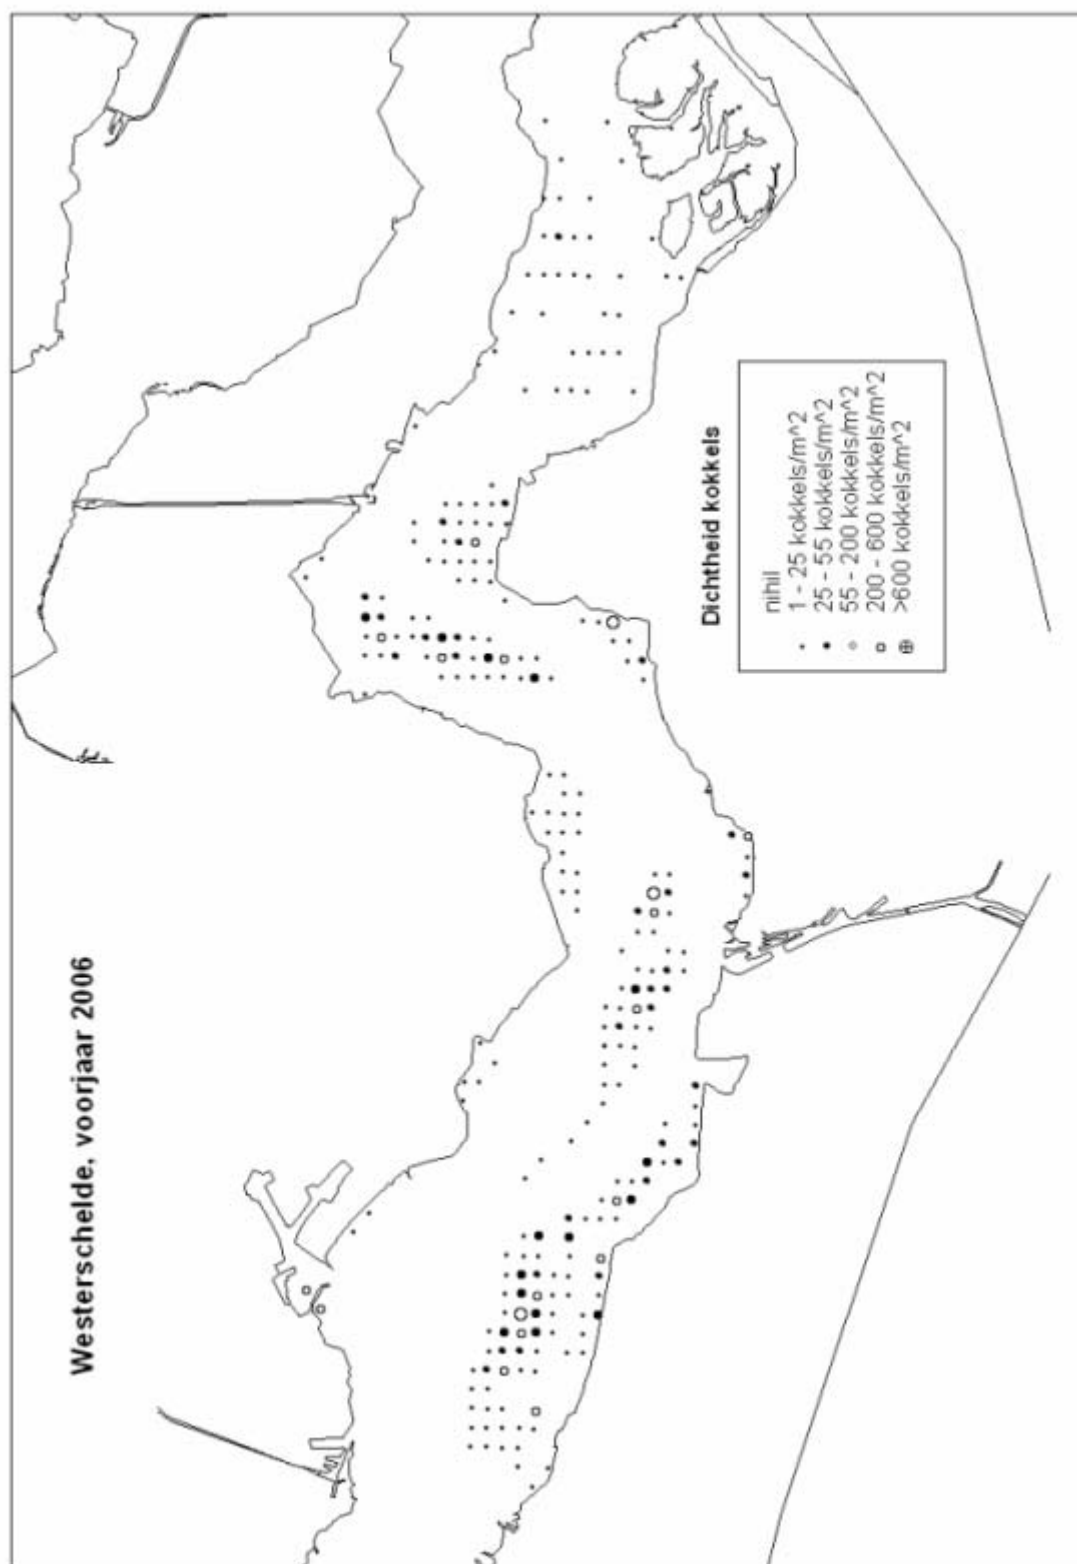 Westerschelde, voorjaar 2006
Dichtheid kokkels
nihil
1 - 25 kokkels/m^2
25 - 55 kokkels/m^2
55 - 200 kokkels/m^2
200 - 600 kokkels/m^2
>600 kokkels/m^2